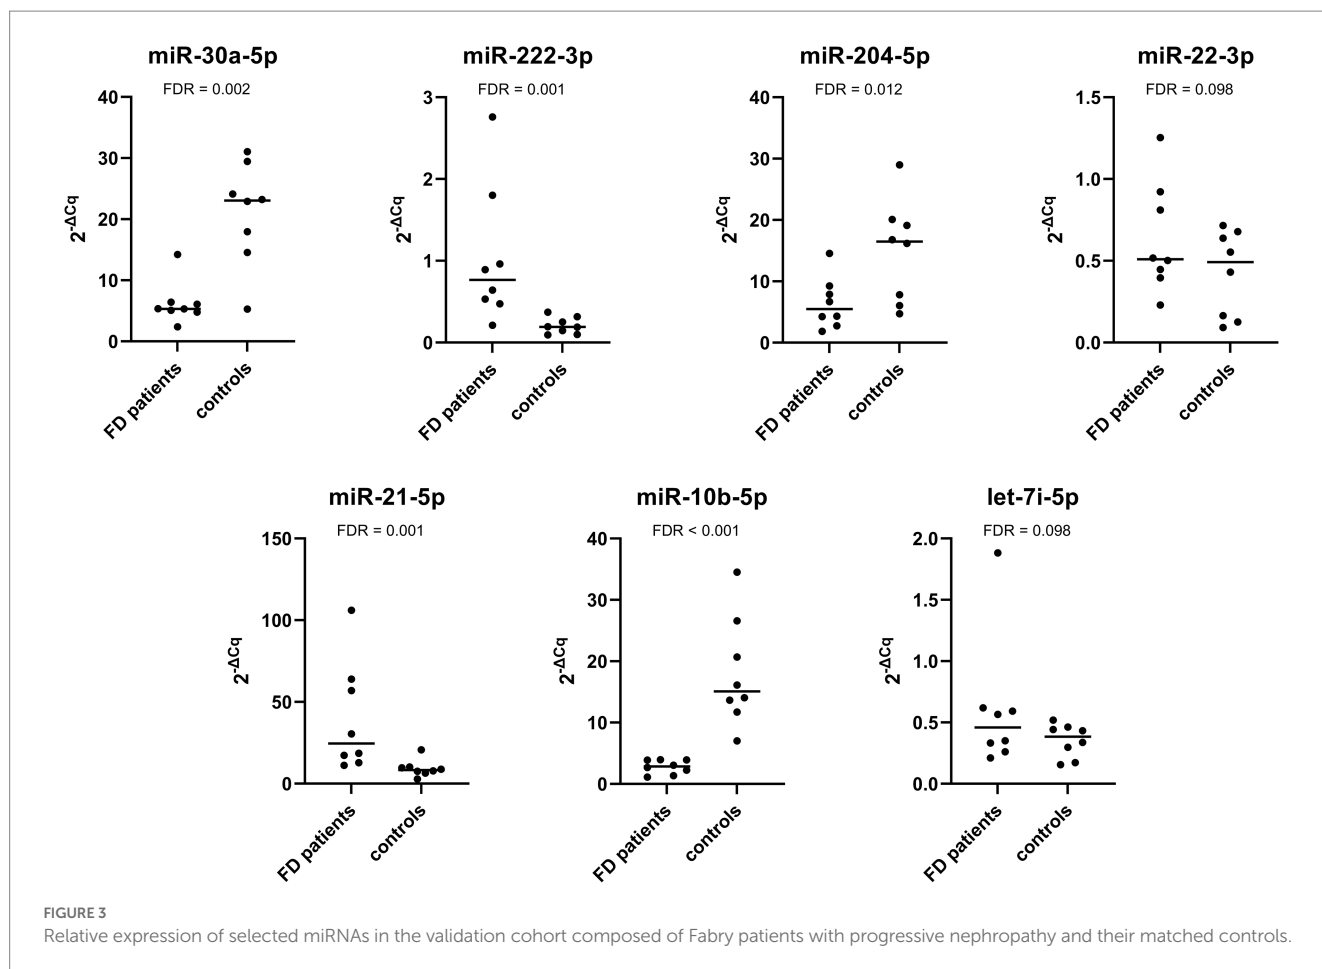 miR-30a-5p
FDR = 0.002
2-ΔCq
40
30
20
10
0
FD patients
controls
miR-222-3p
FDR = 0.001
2-ΔCq
3
2
1
0
FD patients
controls
miR-204-5p
FDR = 0.012
2-ΔCq
40
30
20
10
0
FD patients
controls
miR-22-3p
FDR = 0.098
2-ΔCq
1.5
1.0
0.5
0.0
FD patients
controls
miR-21-5p
FDR = 0.001
2-ΔCq
150
100
50
0
FD patients
controls
miR-10b-5p
FDR < 0.001
2-ΔCq
40
30
20
10
0
FD patients
controls
let-7i-5p
FDR = 0.098
2-ΔCq
2.0
1.5
1.0
0.5
0.0
FD patients
controls
FIGURE 3
Relative expression of selected miRNAs in the validation cohort composed of Fabry patients with progressive nephropathy and their matched controls.